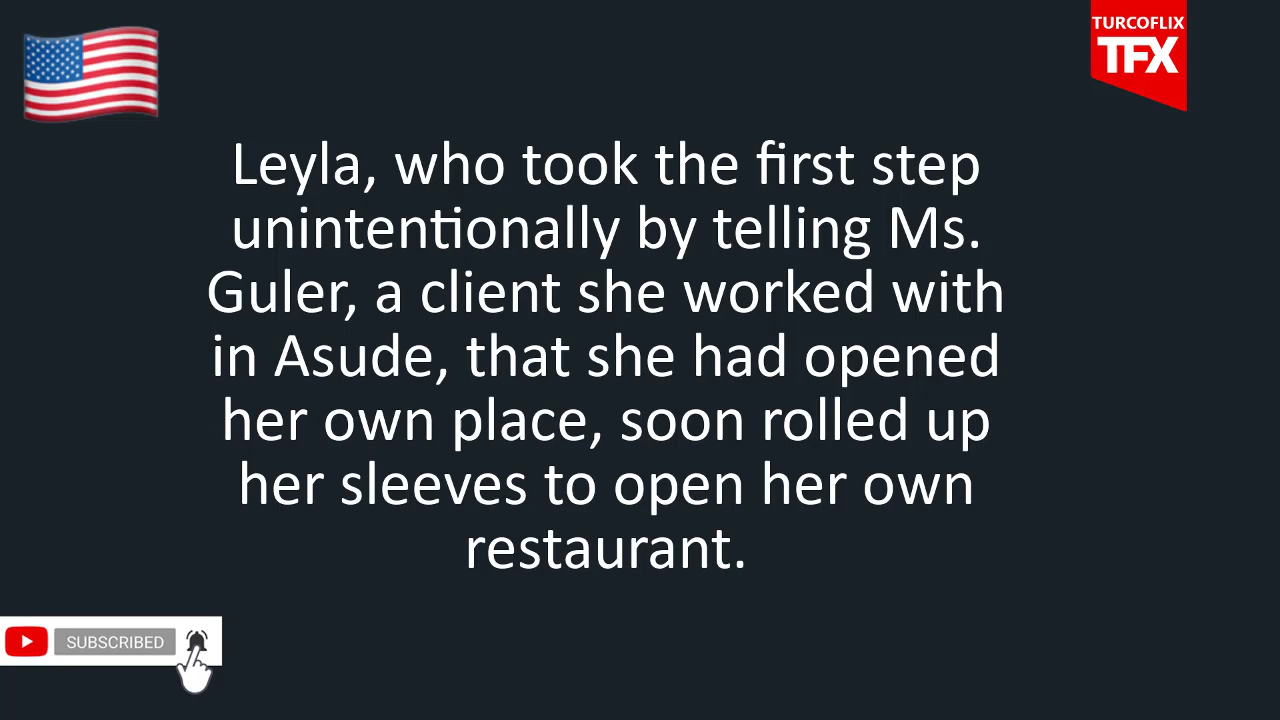 TURCOFLIX
TFX
Leyla, who took the first step
unintentionally by telling Ms.
Guler, a client she worked with
in Asude, that she had opened
her own place, soon rolled up
her sleeves to open her own
restaurant.
SUBSCRIBED